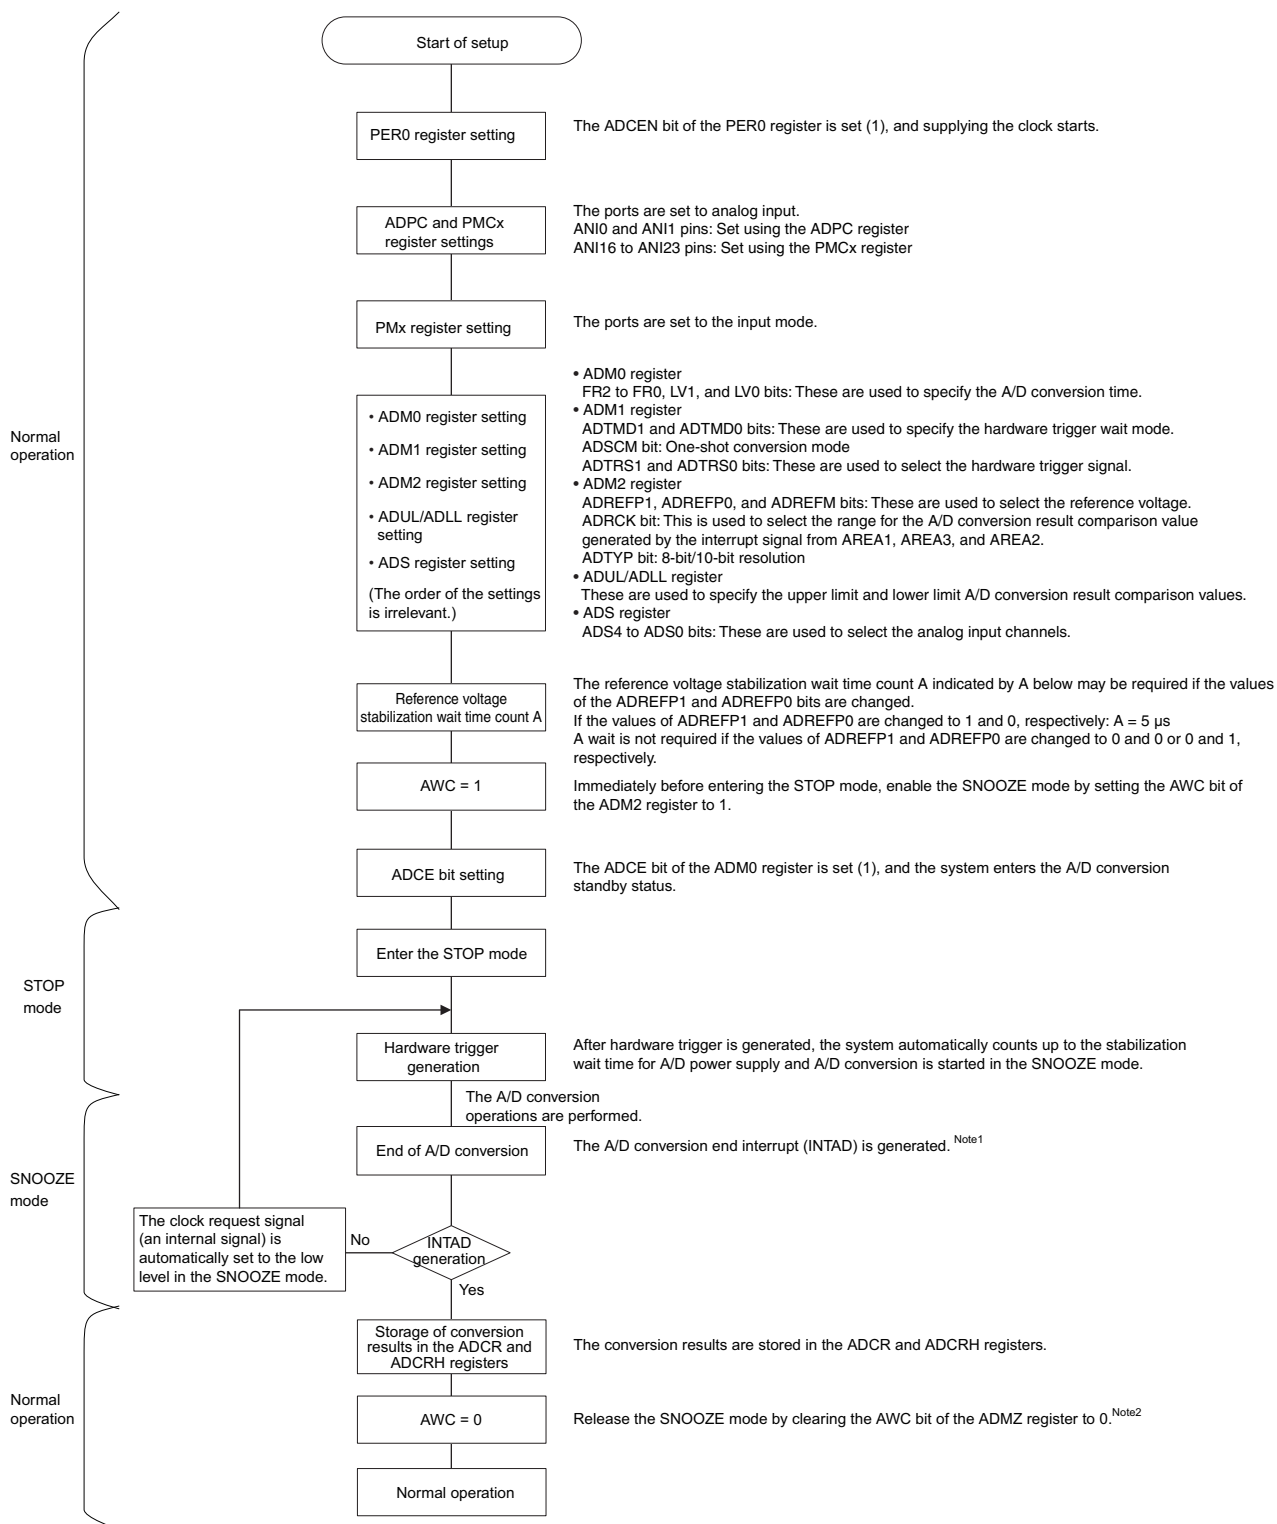 Start of setup
PER0 register setting
The ADCEN bit of the PER0 register is set (1), and supplying the clock starts.
ADPC and PMCx
register settings
The ports are set to analog input.
ANI0 and ANI1 pins: Set using the ADPC register
ANI16 to ANI23 pins: Set using the PMCx register
PMx register setting
The ports are set to the input mode.
Normal
operation
• ADM0 register setting
• ADM1 register setting
• ADM2 register setting
• ADUL/ADLL register
setting
• ADS register setting
(The order of the settings
is irrelevant.)
• ADM0 register
FR2 to FR0, LV1, and LV0 bits: These are used to specify the A/D conversion time.
• ADM1 register
ADTMD1 and ADTMD0 bits: These are used to specify the hardware trigger wait mode.
ADSCM bit: One-shot conversion mode
ADTRS1 and ADTRS0 bits: These are used to select the hardware trigger signal.
• ADM2 register
ADREFP1, ADREFP0, and ADREFM bits: These are used to select the reference voltage.
ADRCK bit: This is used to select the range for the A/D conversion result comparison value
generated by the interrupt signal from AREA1, AREA3, and AREA2.
ADTYP bit: 8-bit/10-bit resolution
• ADUL/ADLL register
These are used to specify the upper limit and lower limit A/D conversion result comparison values.
• ADS register
ADS4 to ADS0 bits: These are used to select the analog input channels.
Reference voltage
stabilization wait time count A
The reference voltage stabilization wait time count A indicated by A below may be required if the values
of the ADREFP1 and ADREFP0 bits are changed.
If the values of ADREFP1 and ADREFP0 are changed to 1 and 0, respectively: A = 5 µs
A wait is not required if the values of ADREFP1 and ADREFP0 are changed to 0 and 0 or 0 and 1,
respectively.
AWC = 1
Immediately before entering the STOP mode, enable the SNOOZE mode by setting the AWC bit of
the ADM2 register to 1.
ADCE bit setting
The ADCE bit of the ADM0 register is set (1), and the system enters the A/D conversion
standby status.
Enter the STOP mode
STOP
mode
Hardware trigger
generation
After hardware trigger is generated, the system automatically counts up to the stabilization
wait time for A/D power supply and A/D conversion is started in the SNOOZE mode.
The A/D conversion
operations are performed.
End of A/D conversion
The A/D conversion end interrupt (INTAD) is generated. Note1
SNOOZE
mode
The clock request signal
(an internal signal) is
automatically set to the low
level in the SNOOZE mode.
No
INTAD
generation
Yes
Storage of conversion
results in the ADCR and
ADCRH registers
The conversion results are stored in the ADCR and ADCRH registers.
Normal
operation
AWC = 0
Release the SNOOZE mode by clearing the AWC bit of the ADMZ register to 0.Note2
Normal operation